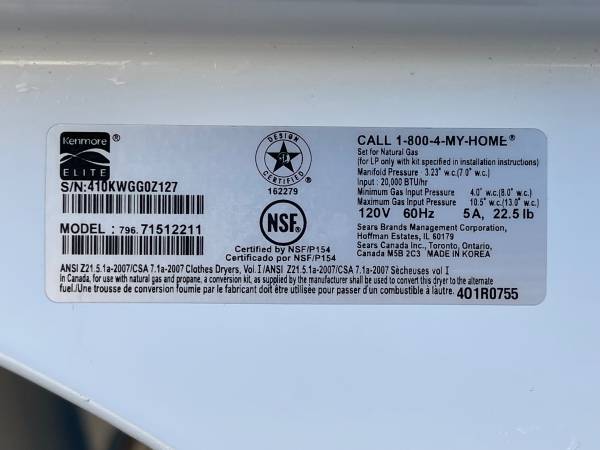 Kenmore®
ELITE
S/N:410KWGG0Z127
MODEL : 796.71512211
DESIGN
CERTIFIED
162279
NSF®
Certified by NSF/P154
Certificado por NSF/P154
CALL 1-800-4-MY-HOME®
Set for Natural Gas
(for LP only with kit specified in installation instructions)
Manifold Pressure - 3.23" w.c.(7.0" w.c.)
Input : 20,000 BTU/hr
Minimum Gas Input Pressure 4.0" w.c.(8.0" w.c.)
Maximum Gas Input Pressure 10.5" w.c.(13.0" w.c.)
120V 60Hz 5A, 22.5 lb
Sears Brands Management Corporation,
Hoffman Estates, IL 60179
Sears Canada Inc., Toronto, Ontario,
Canada M5B 2C3 MADE IN KOREA
ANSI Z21.5.1a-2007/CSA 7.1a-2007 Clothes Dryers, Vol. I /ANSI Z21.5.1a-2007/CSA 7.1a-2007 Sècheuses vol I
In Canada, for use with natural gas and propane, a conversion kit, as supplied by this manufacturer, shall be used to convert this dryer to the alternate
fuel./Une trousse de conversion fourmie par le fabricant doit être utilisée pour passer d'un combustible à lautre.
401R0755